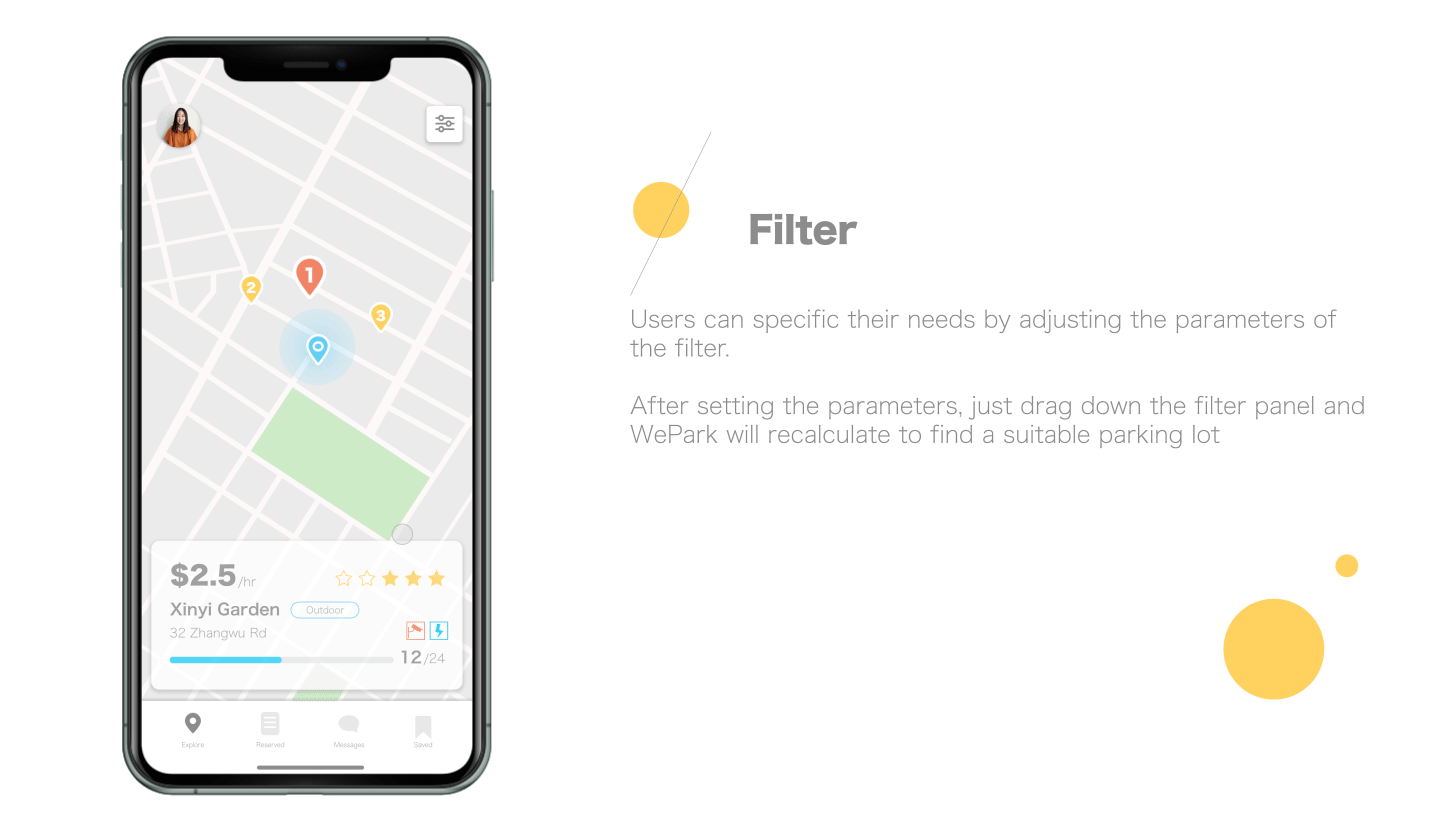 Filter
Users can specific their needs by adjusting the parameters of
the filter.
After setting the parameters, just drag down the filter panel and
WePark will recalculate to find a suitable parking lot
1
2
3
$2.5/hr
Xinyi Garden Outdoor
32 Zhangwu Rd
12/24
Explore Reserved Messages Saved